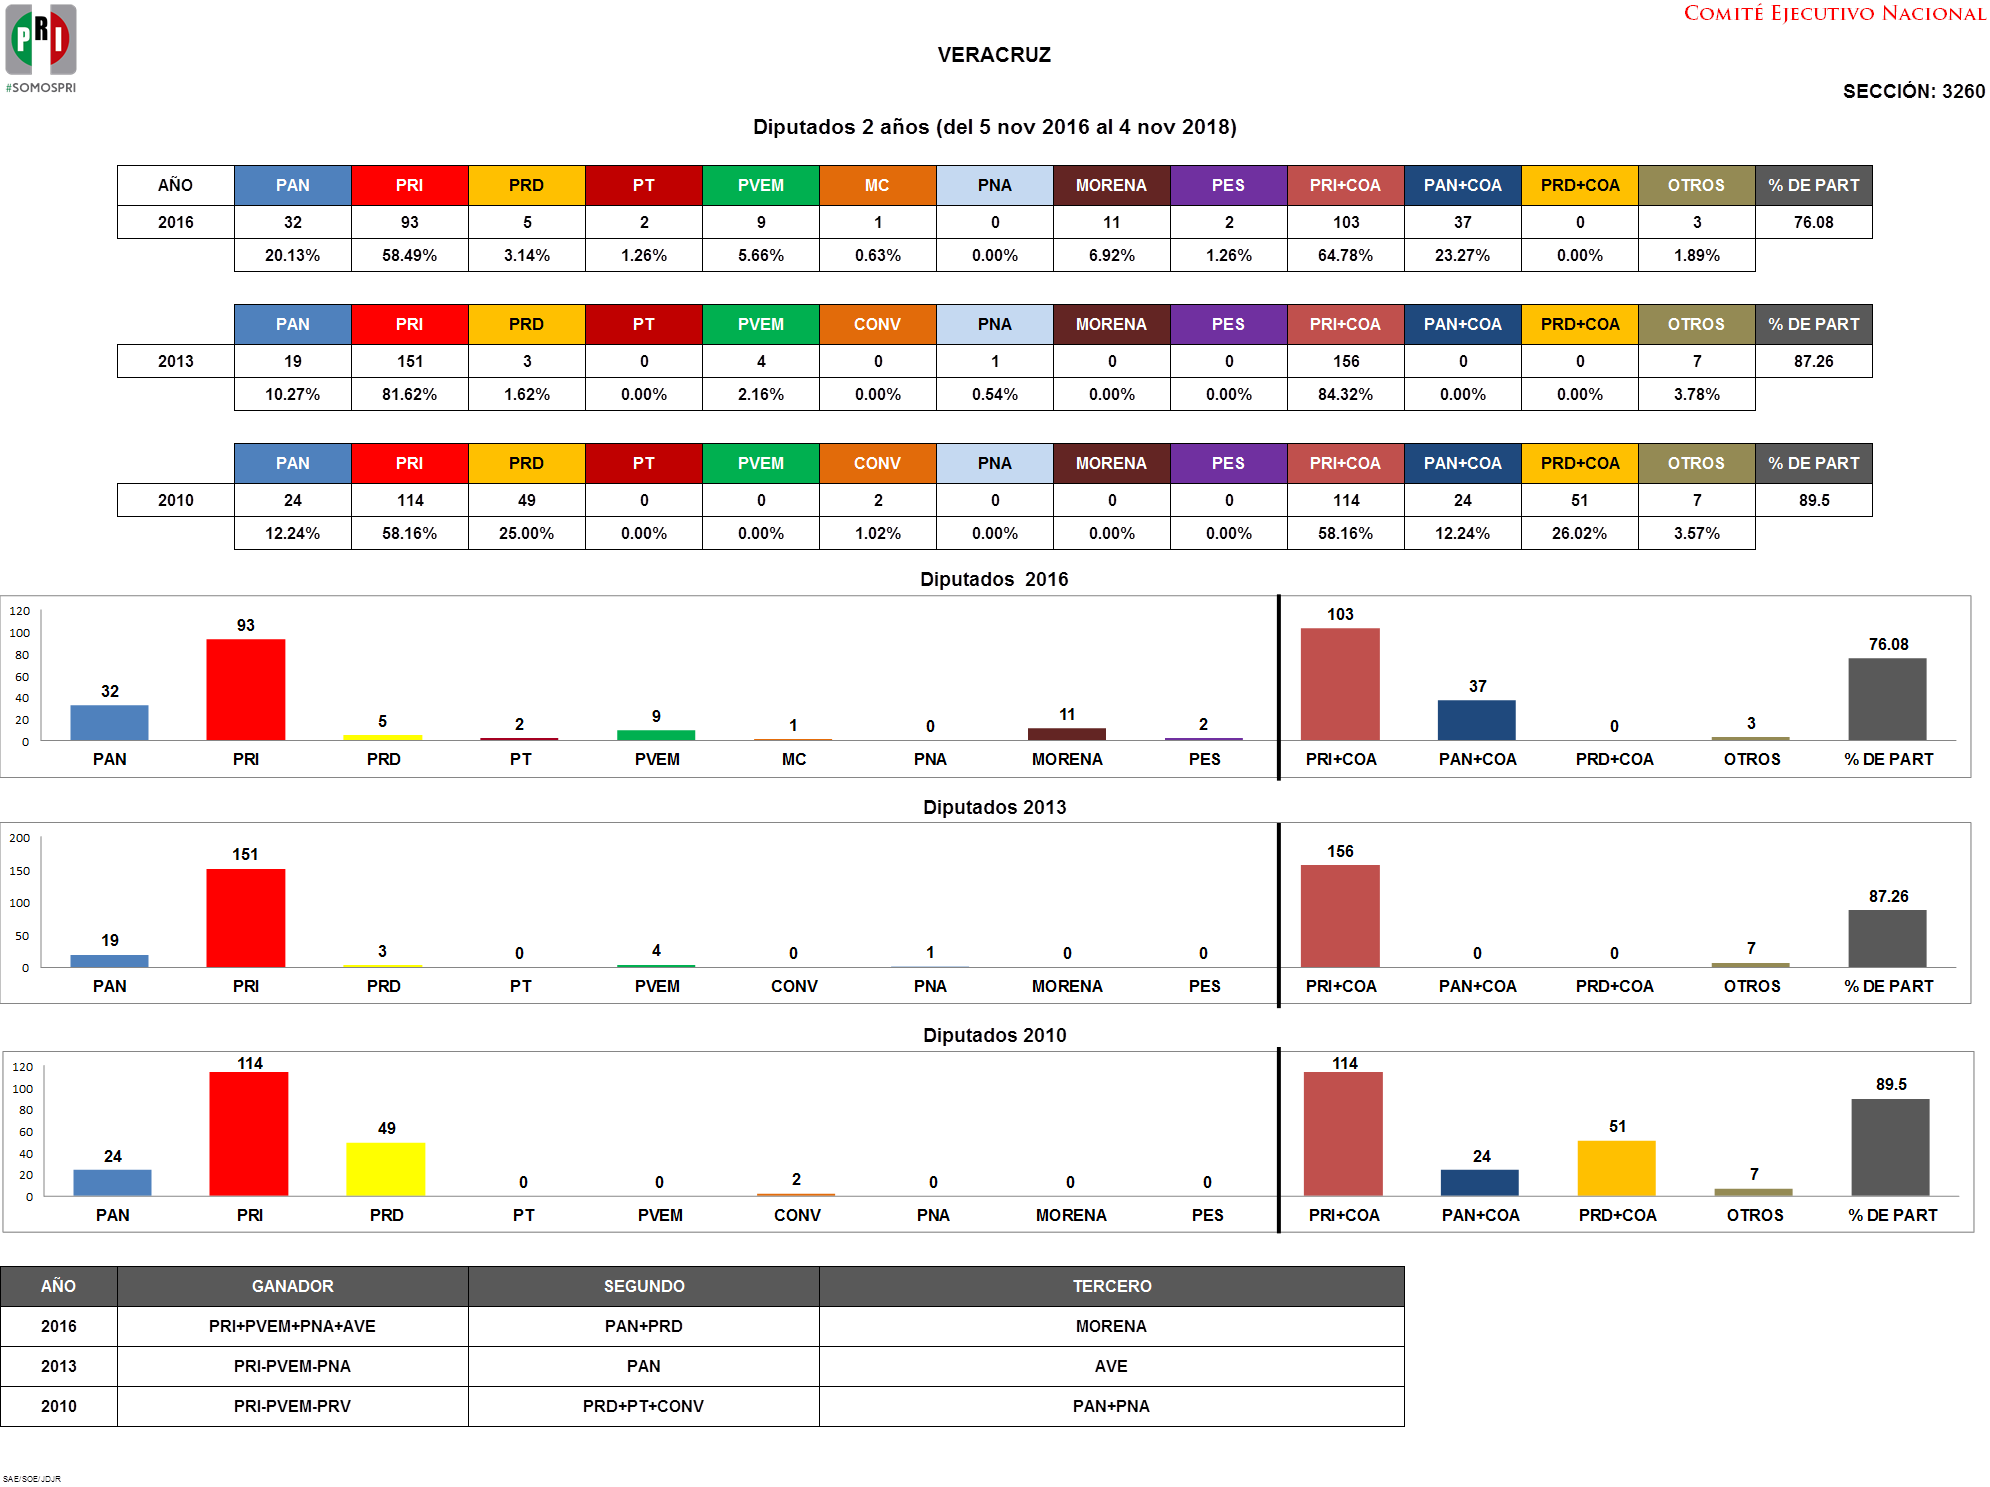 PRI
#SOMOSPRI
COMITÉ EJECUTIVO NACIONAL
VERACRUZ
SECCIÓN: 3260
Diputados 2 años (del 5 nov 2016 al 4 nov 2018)
AÑO PAN PRI PRD PT PVEM MC PNA MORENA PES PRI+COA PAN+COA PRD+COA OTROS % DE PART
2016 32 93 5 2 9 1 0 11 2 103 37 0 3 76.08
20.13% 58.49% 3.14% 1.26% 5.66% 0.63% 0.00% 6.92% 1.26% 64.78% 23.27% 0.00% 1.89%
PAN PRI PRD PT PVEM CONV PNA MORENA PES PRI+COA PAN+COA PRD+COA OTROS % DE PART
2013 19 151 3 0 4 0 1 0 0 156 0 0 7 87.26
10.27% 81.62% 1.62% 0.00% 2.16% 0.00% 0.54% 0.00% 0.00% 84.32% 0.00% 0.00% 3.78%
PAN PRI PRD PT PVEM CONV PNA MORENA PES PRI+COA PAN+COA PRD+COA OTROS % DE PART
2010 24 114 49 0 0 2 0 0 0 114 24 51 7 89.5
12.24% 58.16% 25.00% 0.00% 0.00% 1.02% 0.00% 0.00% 0.00% 58.16% 12.24% 26.02% 3.57%
Diputados 2016
120
100
80
60
40
20
0
32 93 5 2 9 1 0 11 2 103 37 0 3 76.08
PAN PRI PRD PT PVEM MC PNA MORENA PES PRI+COA PAN+COA PRD+COA OTROS % DE PART
Diputados 2013
200
150
100
50
0
19 151 3 0 4 0 1 0 0 156 0 0 7 87.26
PAN PRI PRD PT PVEM CONV PNA MORENA PES PRI+COA PAN+COA PRD+COA OTROS % DE PART
Diputados 2010
120
100
80
60
40
20
0
24 114 49 0 0 2 0 0 0 114 24 51 7 89.5
PAN PRI PRD PT PVEM CONV PNA MORENA PES PRI+COA PAN+COA PRD+COA OTROS % DE PART
AÑO GANADOR SEGUNDO TERCERO
2016 PRI+PVEM+PNA+AVE PAN+PRD MORENA
2013 PRI-PVEM-PNA PAN AVE
2010 PRI-PVEM-PRV PRD+PT+CONV PAN+PNA
SAE/SOE/JDJR